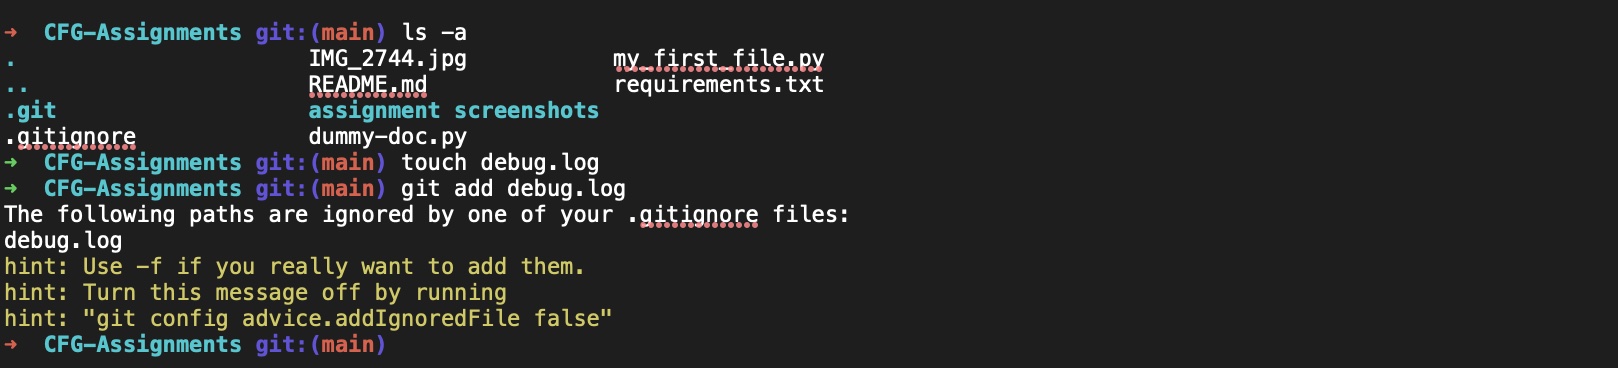 ➜  CFG-Assignments git:(main) ls -a
.                      IMG_2744.jpg           my_first_file.py
..                     README.md              requirements.txt
.git                   assignment screenshots
.gitignore             dummy-doc.py
➜  CFG-Assignments git:(main) touch debug.log
➜  CFG-Assignments git:(main) git add debug.log
The following paths are ignored by one of your .gitignore files:
debug.log
hint: Use -f if you really want to add them.
hint: Turn this message off by running
hint: "git config advice.addIgnoredFile false"
➜  CFG-Assignments git:(main)